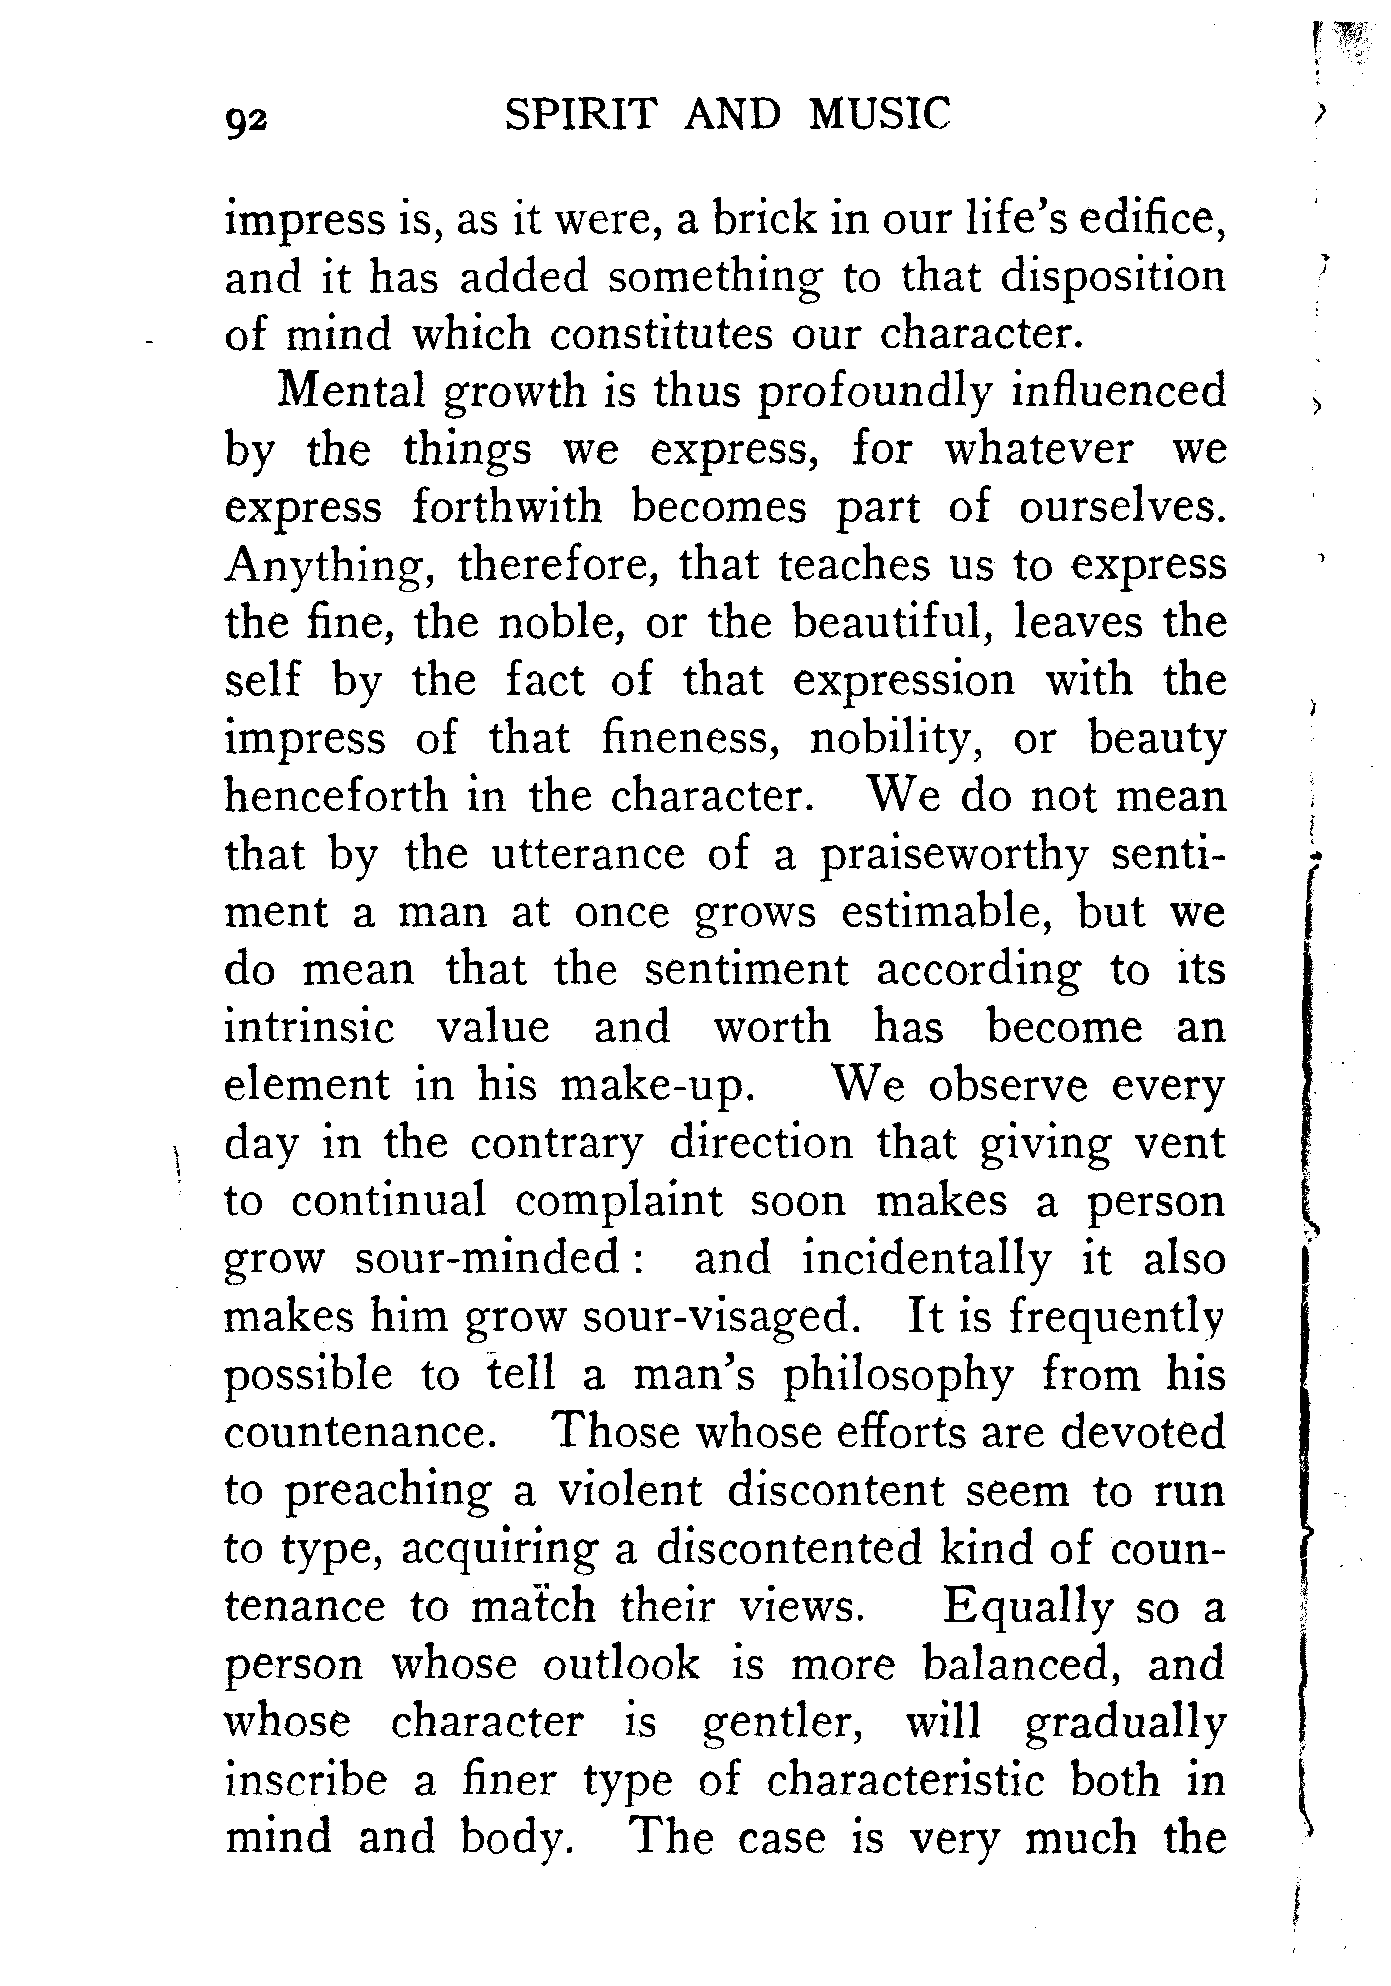 92 SPIRIT AND MUSIC
impress is, as it were, a brick in our life's edifice,
and it has added something to that disposition
of mind which constitutes our character.
Mental growth is thus profoundly influenced
by the things we express, for whatever we
express forthwith becomes part of ourselves.
Anything, therefore, that teaches us to express
the fine, the noble, or the beautiful, leaves the
self by the fact of that expression with the
impress of that fineness, nobility, or beauty
henceforth in the character. We do not mean
that by the utterance of a praiseworthy senti-
ment a man at once grows estimable, but we
do mean that the sentiment according to its
intrinsic value and worth has become an
element in his make-up. We observe every
day in the contrary direction that giving vent
to continual complaint soon makes a person
grow sour-minded : and incidentally it also
makes him grow sour-visaged. It is frequently
possible to tell a man's philosophy from his
countenance. Those whose efforts are devoted
to preaching a violent discontent seem to run
to type, acquiring a discontented kind of coun-
tenance to match their views. Equally so a
person whose outlook is more balanced, and
whose character is gentler, will gradually
inscribe a finer type of characteristic both in
mind and body. The case is very much the